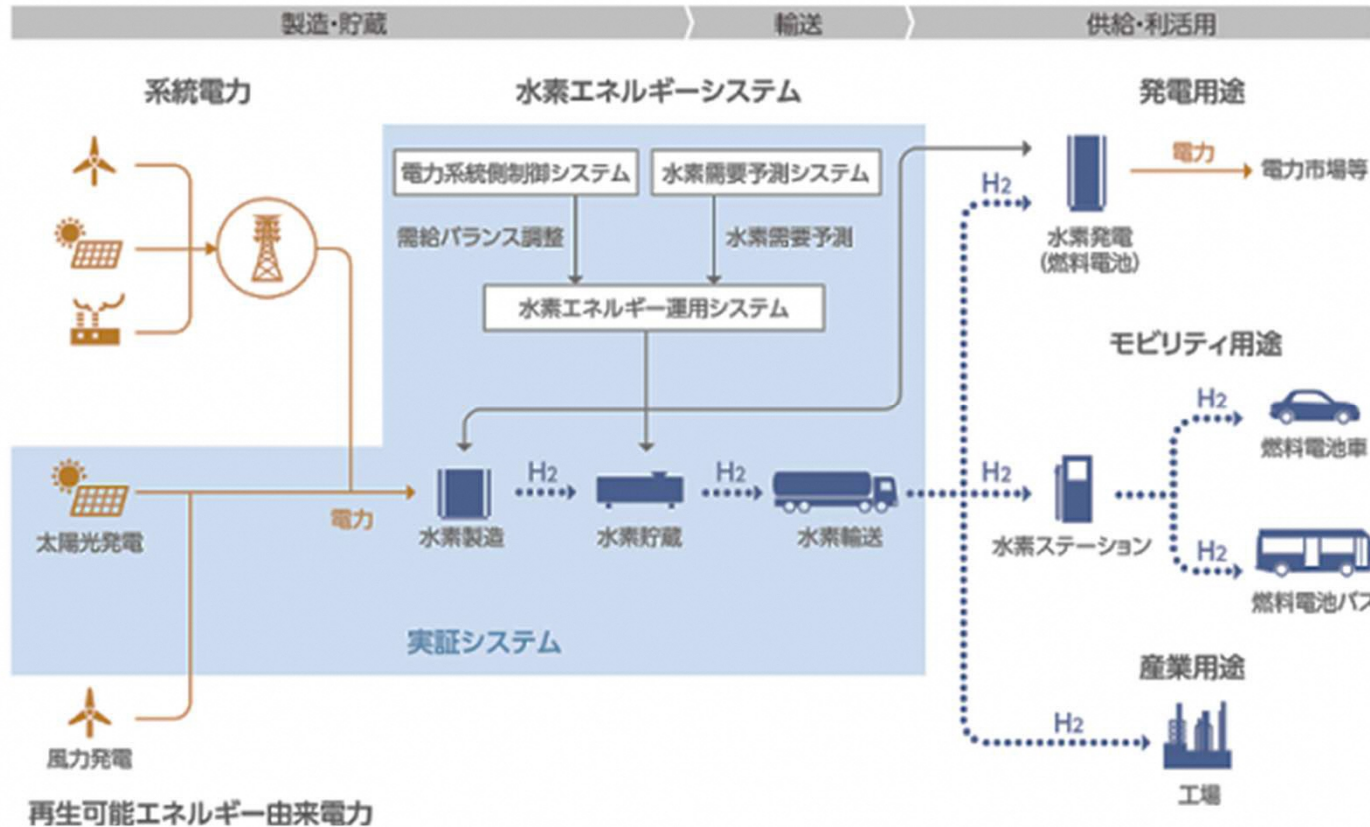 製造・貯蔵
輸送
供給・利活用
系統電力
水素エネルギーシステム
発電用途
電力系統側制御システム
水素需要予測システム
需給バランス調整
水素需要予測
水素エネルギー運用システム
H2
電力
電力市場等
水素発電
(燃料電池)
モビリティ用途
H2
燃料電池車
太陽光発電
電力
水素製造
H2
水素貯蔵
H2
水素輸送
H2
水素ステーション
H2
燃料電池バス
実証システム
産業用途
H2
工場
風力発電
再生可能エネルギー由来電力